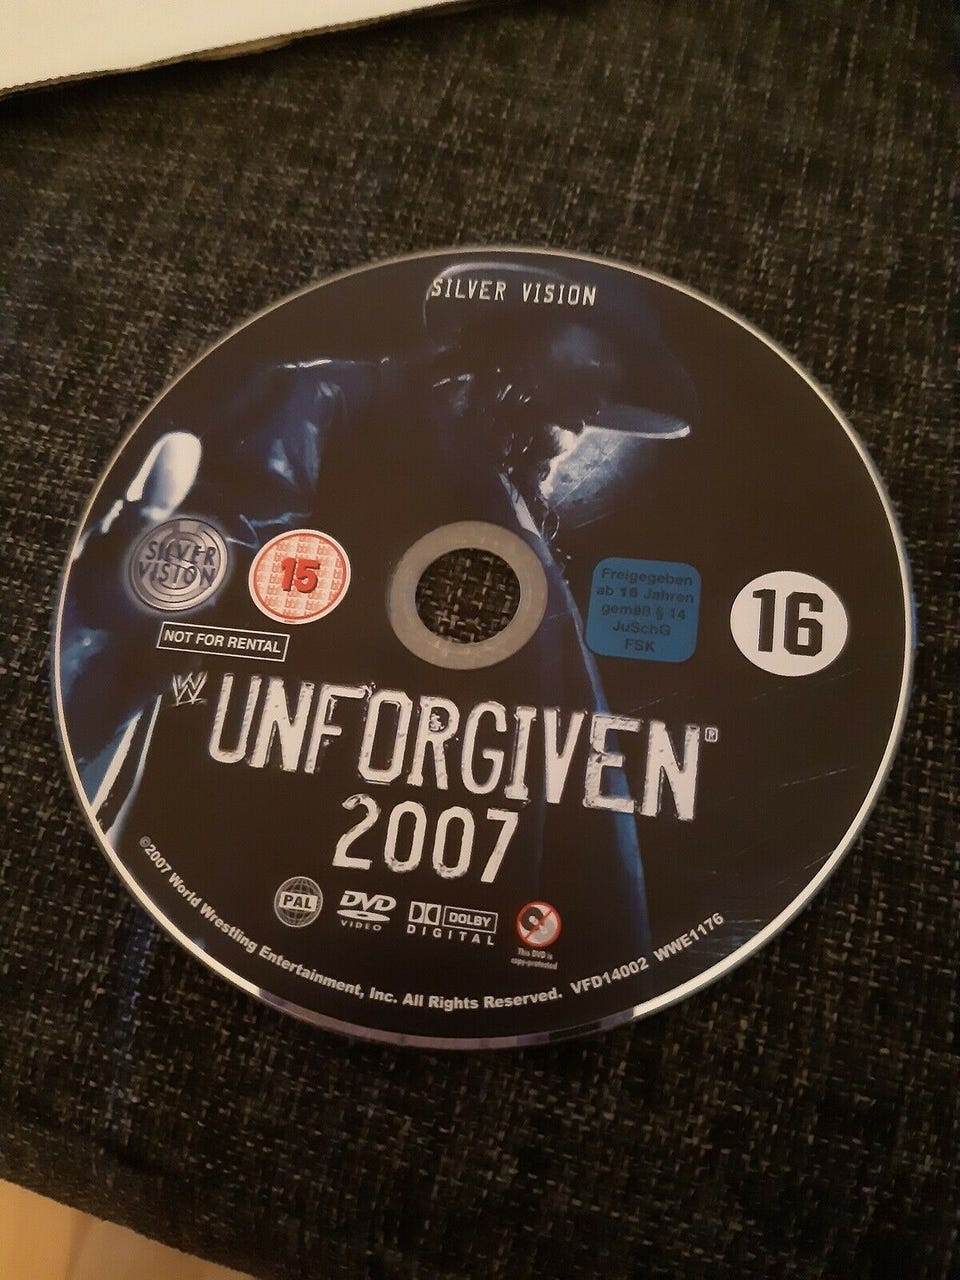 SILVER VISION
SILVER
VISION
15
NOT FOR RENTAL
Freigegeben
ab 16 Jahren
gemäß § 14
JuSchG
FSK
16
W
UNFORGIVEN®
2007
PAL
DVD
VIDEO
DOLBY
DIGITAL
This DVD is
copy-protected
©2007 World Wrestling Entertainment, Inc. All Rights Reserved. VFD14002 WWE1176